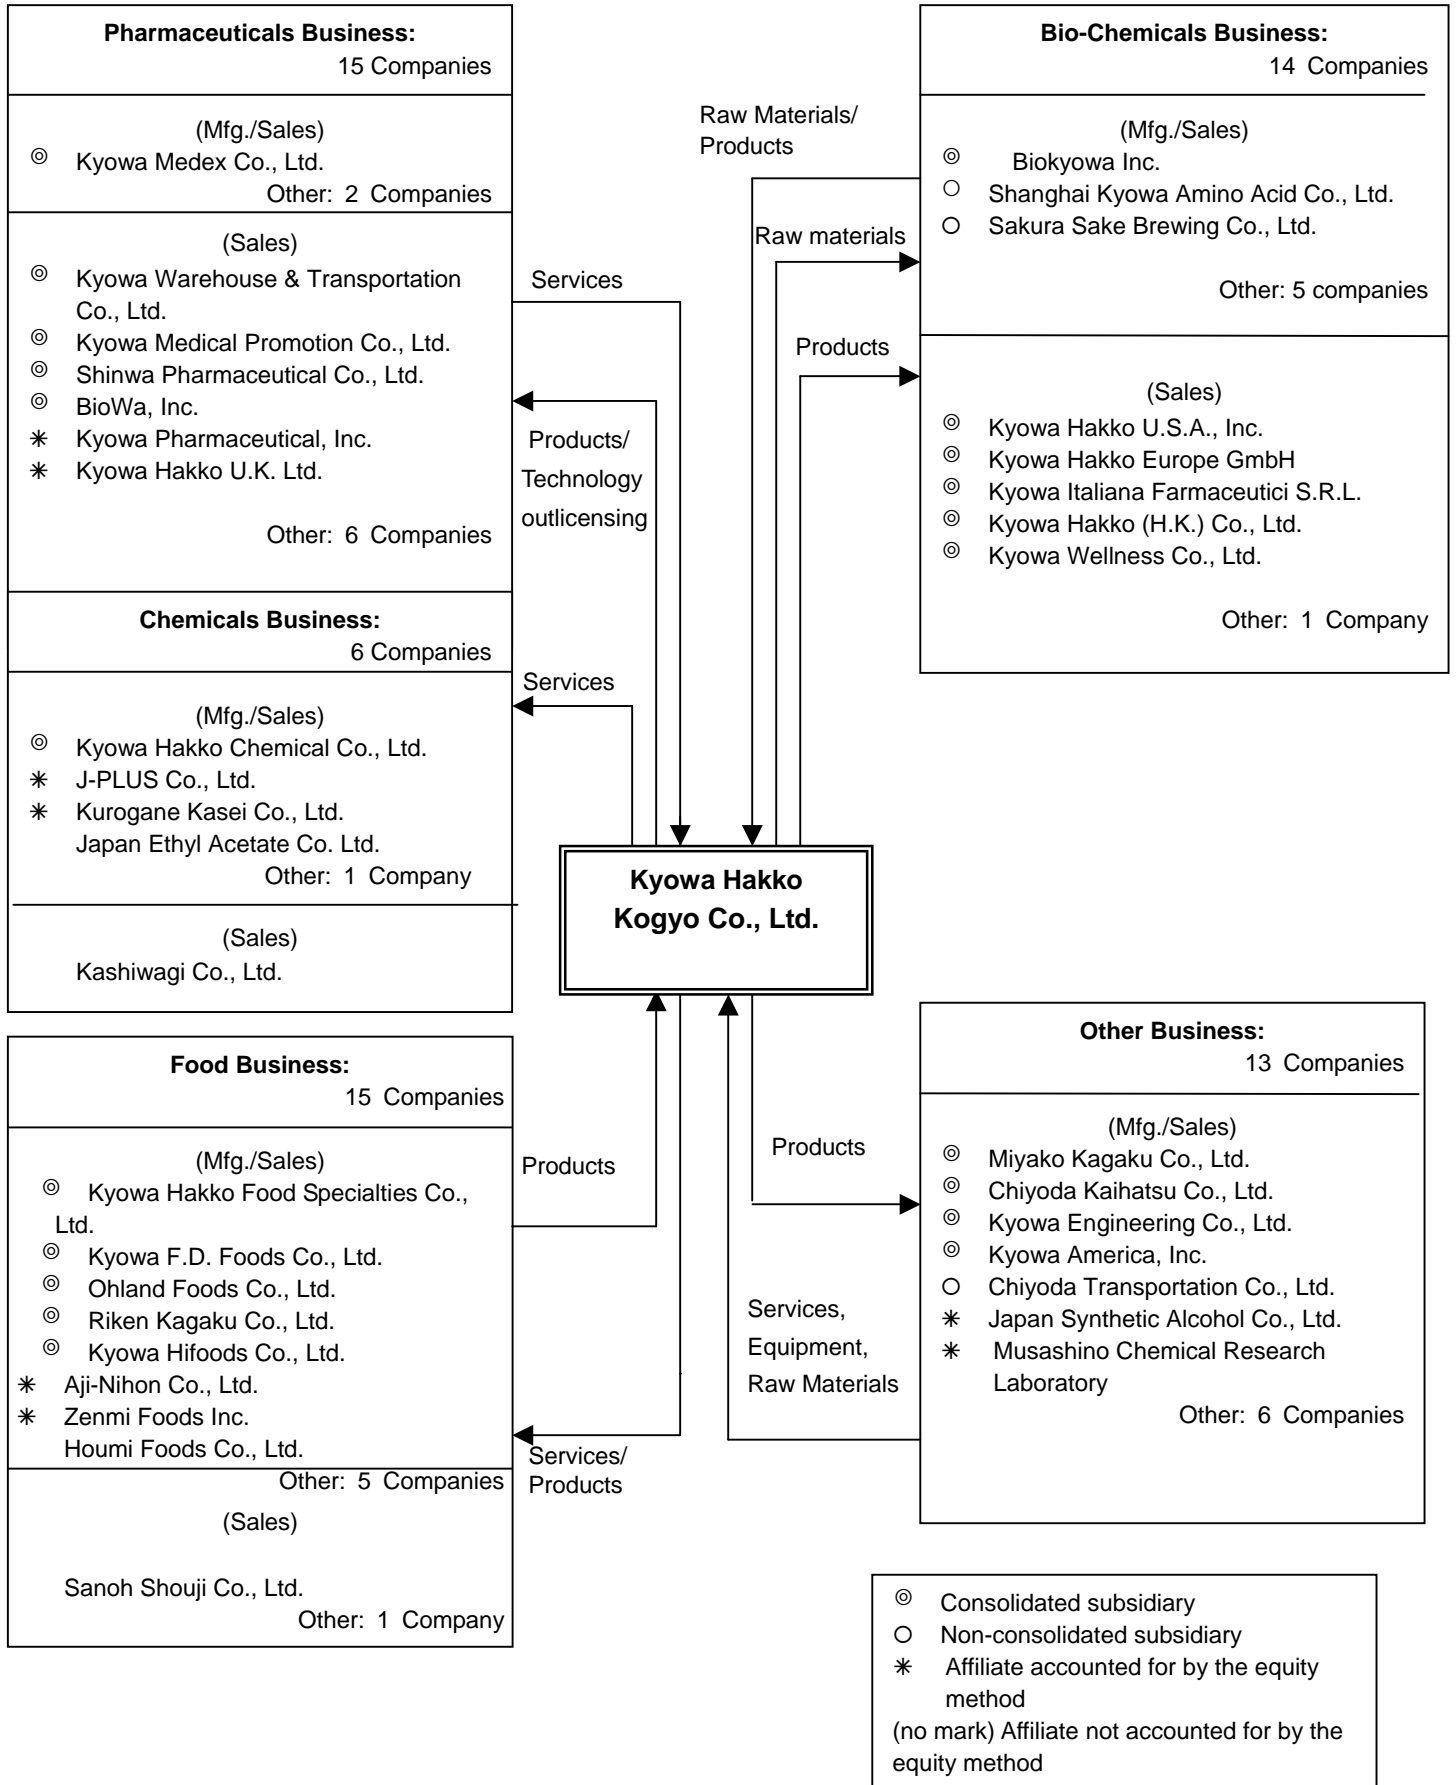 Pharmaceuticals Business:
15 Companies
(Mfg./Sales)
◎ Kyowa Medex Co., Ltd.
Other: 2 Companies
(Sales)
◎ Kyowa Warehouse & Transportation
Co., Ltd.
◎ Kyowa Medical Promotion Co., Ltd.
◎ Shinwa Pharmaceutical Co., Ltd.
◎ BioWa, Inc.
✳ Kyowa Pharmaceutical, Inc.
✳ Kyowa Hakko U.K. Ltd.
Other: 6 Companies
Chemicals Business:
6 Companies
(Mfg./Sales)
◎ Kyowa Hakko Chemical Co., Ltd.
✳ J-PLUS Co., Ltd.
✳ Kurogane Kasei Co., Ltd.
Japan Ethyl Acetate Co. Ltd.
Other: 1 Company
(Sales)
Kashiwagi Co., Ltd.
Food Business:
15 Companies
(Mfg./Sales)
◎ Kyowa Hakko Food Specialties Co.,
Ltd.
◎ Kyowa F.D. Foods Co., Ltd.
◎ Ohland Foods Co., Ltd.
◎ Riken Kagaku Co., Ltd.
◎ Kyowa Hifoods Co., Ltd.
✳ Aji-Nihon Co., Ltd.
✳ Zenmi Foods Inc.
Houmi Foods Co., Ltd.
Other: 5 Companies
(Sales)
Sanoh Shouji Co., Ltd.
Other: 1 Company
Services
Products/
Technology
outlicensing
Services
Raw Materials/
Products
Raw materials
Products
Kyowa Hakko
Kogyo Co., Ltd.
Products
Services/
Products
Products
Services,
Equipment,
Raw Materials
Bio-Chemicals Business:
14 Companies
(Mfg./Sales)
◎ Biokyowa Inc.
○ Shanghai Kyowa Amino Acid Co., Ltd.
○ Sakura Sake Brewing Co., Ltd.
Other: 5 companies
(Sales)
◎ Kyowa Hakko U.S.A., Inc.
◎ Kyowa Hakko Europe GmbH
◎ Kyowa Italiana Farmaceutici S.R.L.
◎ Kyowa Hakko (H.K.) Co., Ltd.
◎ Kyowa Wellness Co., Ltd.
Other: 1 Company
Other Business:
13 Companies
(Mfg./Sales)
◎ Miyako Kagaku Co., Ltd.
◎ Chiyoda Kaihatsu Co., Ltd.
◎ Kyowa Engineering Co., Ltd.
◎ Kyowa America, Inc.
○ Chiyoda Transportation Co., Ltd.
✳ Japan Synthetic Alcohol Co., Ltd.
✳ Musashino Chemical Research
Laboratory
Other: 6 Companies
◎ Consolidated subsidiary
○ Non-consolidated subsidiary
✳ Affiliate accounted for by the equity
method
(no mark) Affiliate not accounted for by the
equity method